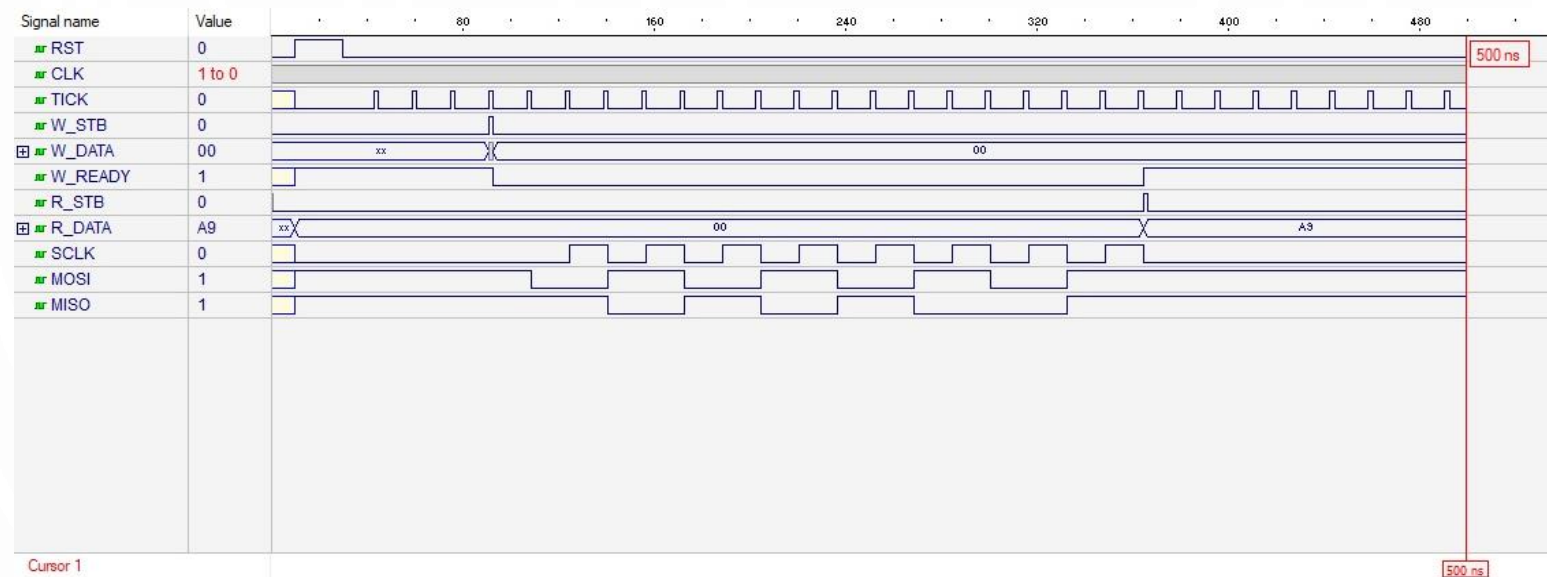 Signal name Value 80 160 240 320 400 480
RST 0 500 ns
CLK 1 to 0
TICK 0
W_STB 0
W_DATA 00 xx 00
W_READY 1
R_STB 0
R_DATA A9 xx 00 A9
SCLK 0
MOSI 1
MISO 1
Cursor 1 500 ns